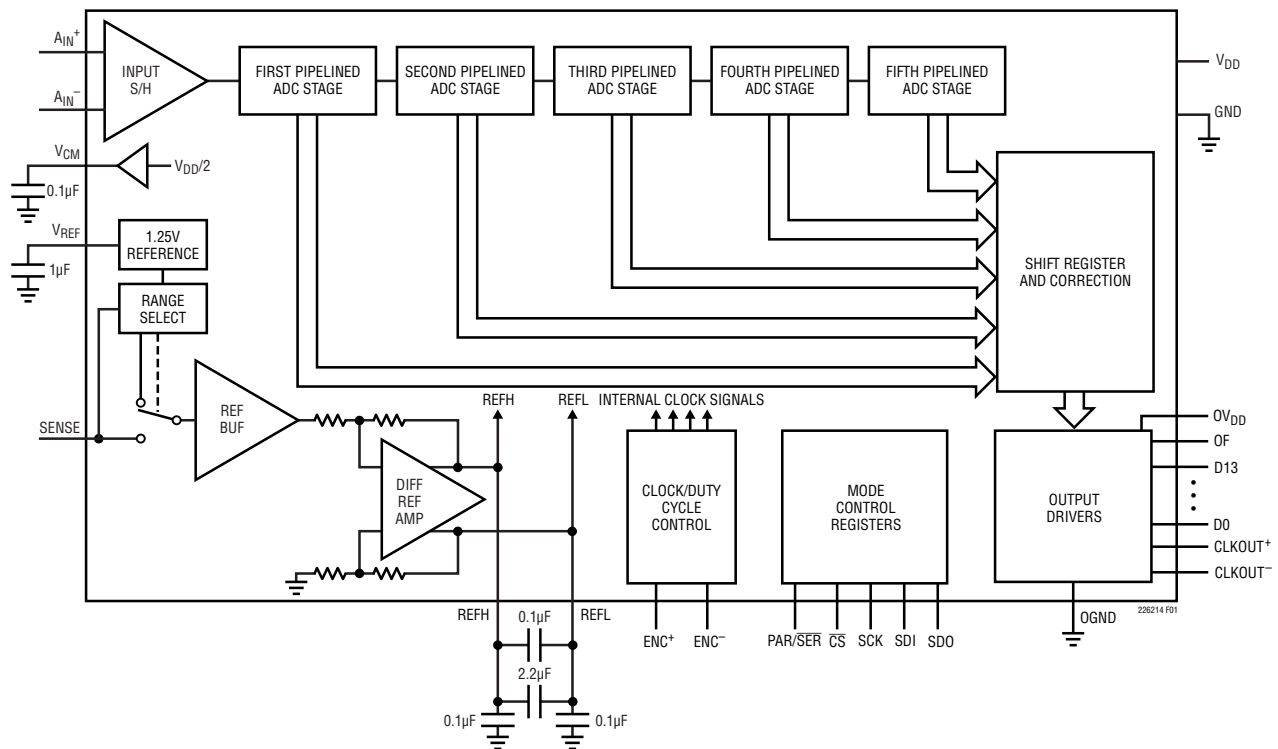 AIN+
AIN−
INPUT
S/H
FIRST PIPELINED
ADC STAGE
SECOND PIPELINED
ADC STAGE
THIRD PIPELINED
ADC STAGE
FOURTH PIPELINED
ADC STAGE
FIFTH PIPELINED
ADC STAGE
VDD
GND
VCM
VDD/2
0.1µF
VREF
1.25V
REFERENCE
1µF
RANGE
SELECT
SHIFT REGISTER
AND CORRECTION
SENSE
REF
BUF
REFH
REFL
INTERNAL CLOCK SIGNALS
DIFF
REF
AMP
CLOCK/DUTY
CYCLE
CONTROL
MODE
CONTROL
REGISTERS
OUTPUT
DRIVERS
OVDD
OF
D13
D0
CLKOUT+
CLKOUT−
226214 F01
REFH
0.1µF
REFL
ENC+
ENC−
PAR/S̅E̅R̅
C̅S̅
SCK
SDI
SDO
OGND
2.2µF
0.1µF
0.1µF